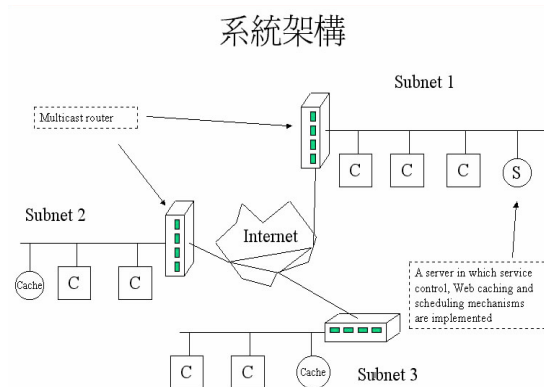 系統架構
Subnet 1
Multicast router
C
C
C
S
Subnet 2
Internet
Cache
C
C
A server in which service
control, Web caching and
scheduling mechanisms
are implemented
C
C
Cache
Subnet 3